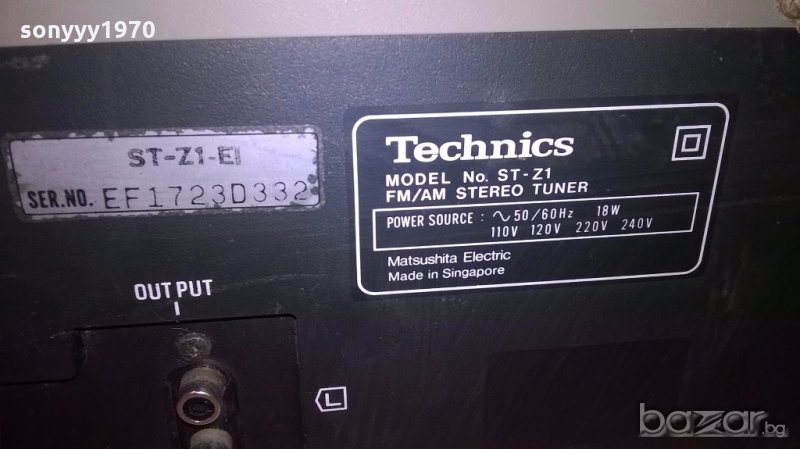 sonyyy1970
ST-Z1-E
SER.NO. EF1723D332
Technics
MODEL No. ST-Z1
FM/AM STEREO TUNER
POWER SOURCE : ∿ 50/60Hz 18W
110V 120V 220V 240V
Matsushita Electric
Made in Singapore
OUTPUT
L
bazar.bg